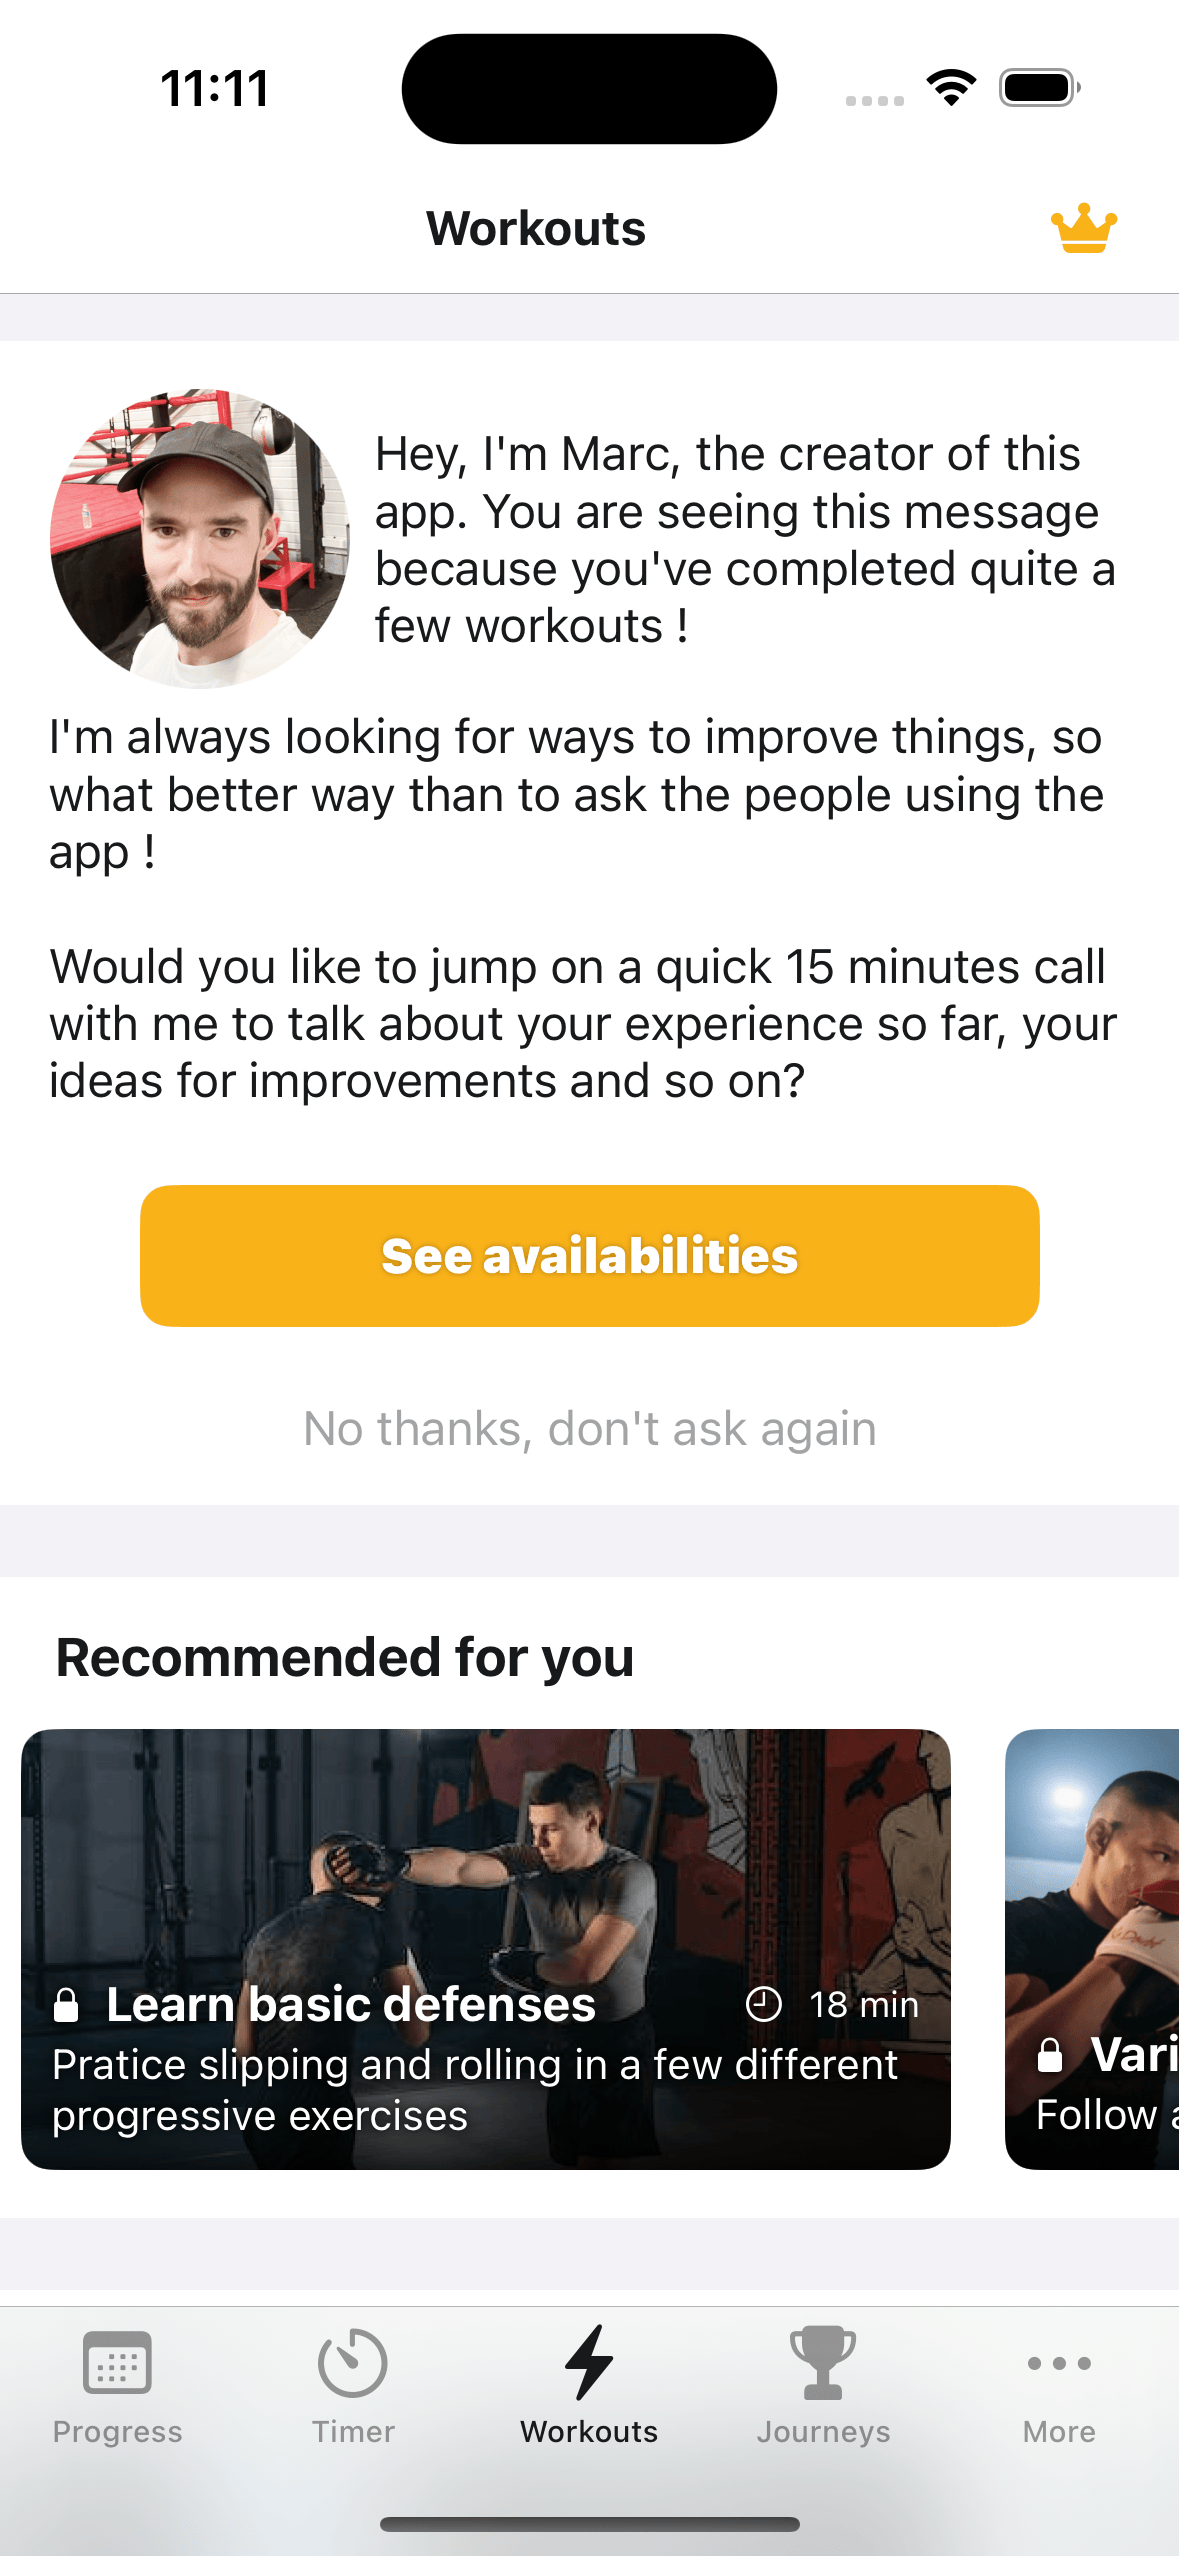 11:11
Workouts
Hey, I'm Marc, the creator of this
app. You are seeing this message
because you've completed quite a
few workouts !
I'm always looking for ways to improve things, so
what better way than to ask the people using the
app !
Would you like to jump on a quick 15 minutes call
with me to talk about your experience so far, your
ideas for improvements and so on?
See availabilities
No thanks, don't ask again
Recommended for you
Learn basic defenses
18 min
Pratice slipping and rolling in a few different
progressive exercises
Vari
Follow
Progress
Timer
Workouts
Journeys
More